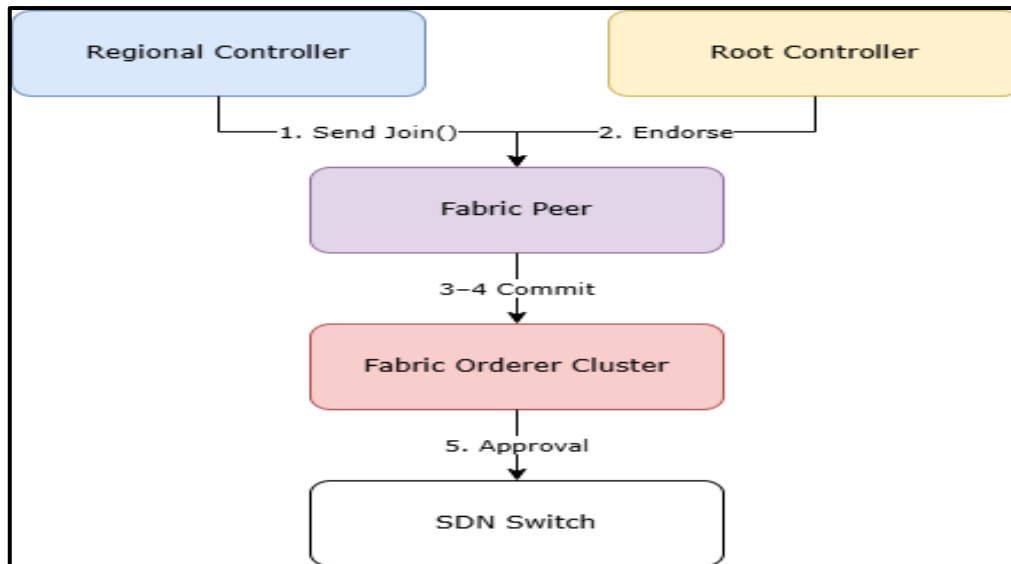 Regional Controller
Root Controller
1. Send Join()
2. Endorse
Fabric Peer
3–4 Commit
Fabric Orderer Cluster
5. Approval
SDN Switch